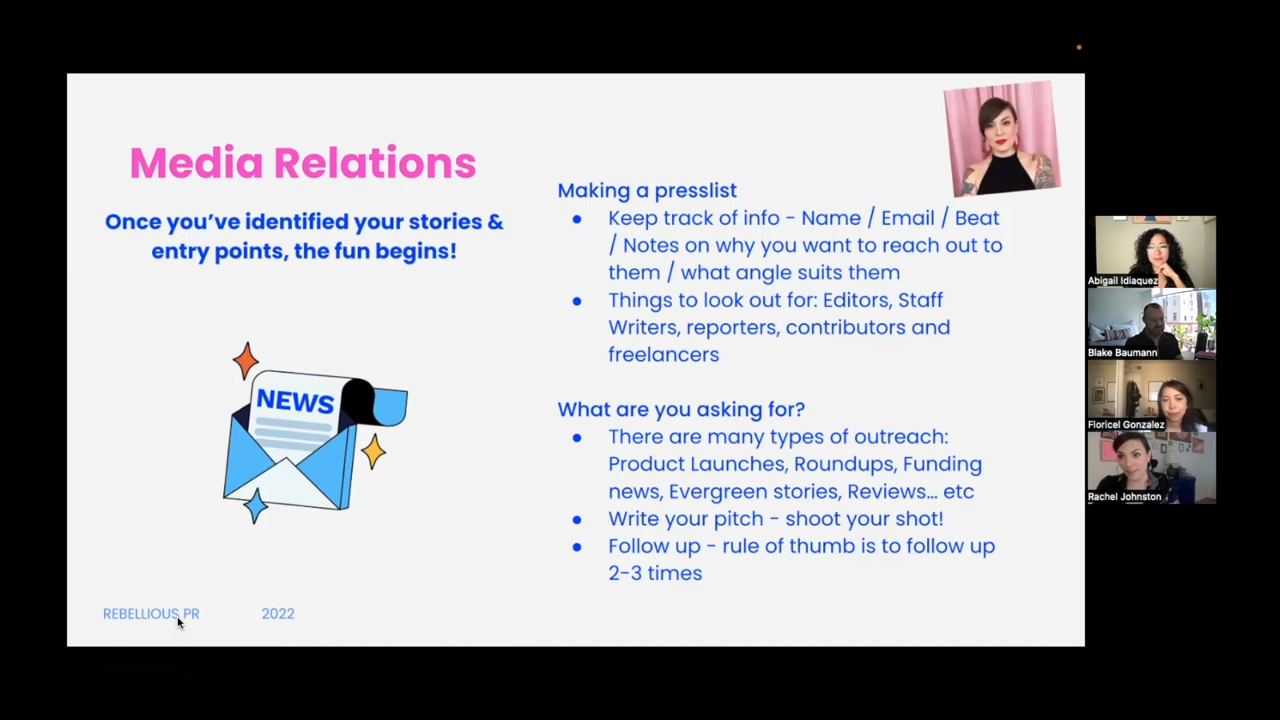 Media Relations
Once you've identified your stories &
entry points, the fun begins!
NEWS
REBELLIOUS PR
2022
Making a presslist
● Keep track of info - Name / Email / Beat
/ Notes on why you want to reach out to
them / what angle suits them
● Things to look out for: Editors, Staff
Writers, reporters, contributors and
freelancers
What are you asking for?
● There are many types of outreach:
Product Launches, Roundups, Funding
news, Evergreen stories, Reviews... etc
● Write your pitch - shoot your shot!
● Follow up - rule of thumb is to follow up
2-3 times
Abigail Idiaquez
Blake Baumann
Floricel Gonzalez
Rachel Johnston